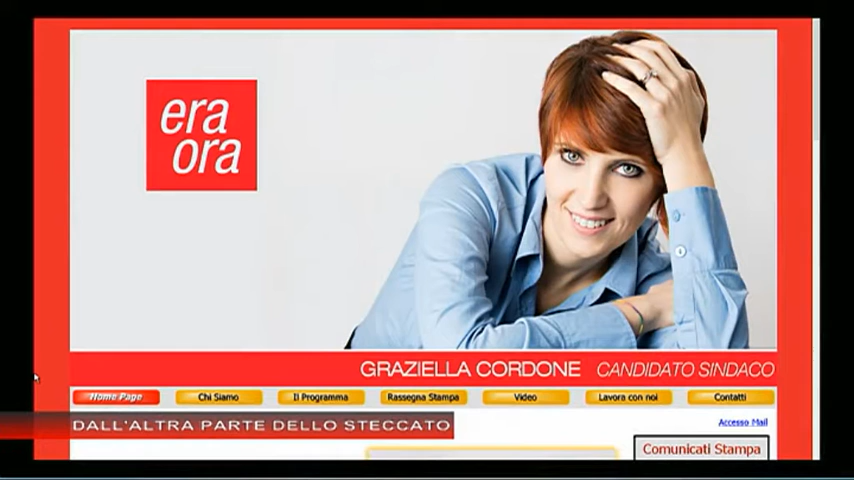 era
ora
GRAZIELLA CORDONE CANDIDATO SINDACO
Home Page Chi Siamo Il Programma Rassegna Stampa Video Lavora con noi Contatti
DALL'ALTRA PARTE DELLO STECCATO
Accesso Mail
Comunicati Stampa